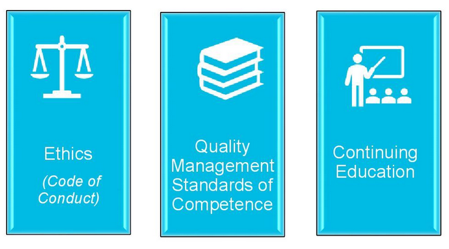 Ethics
(Code of
Conduct)
Quality
Management
Standards of
Competence
Continuing
Education